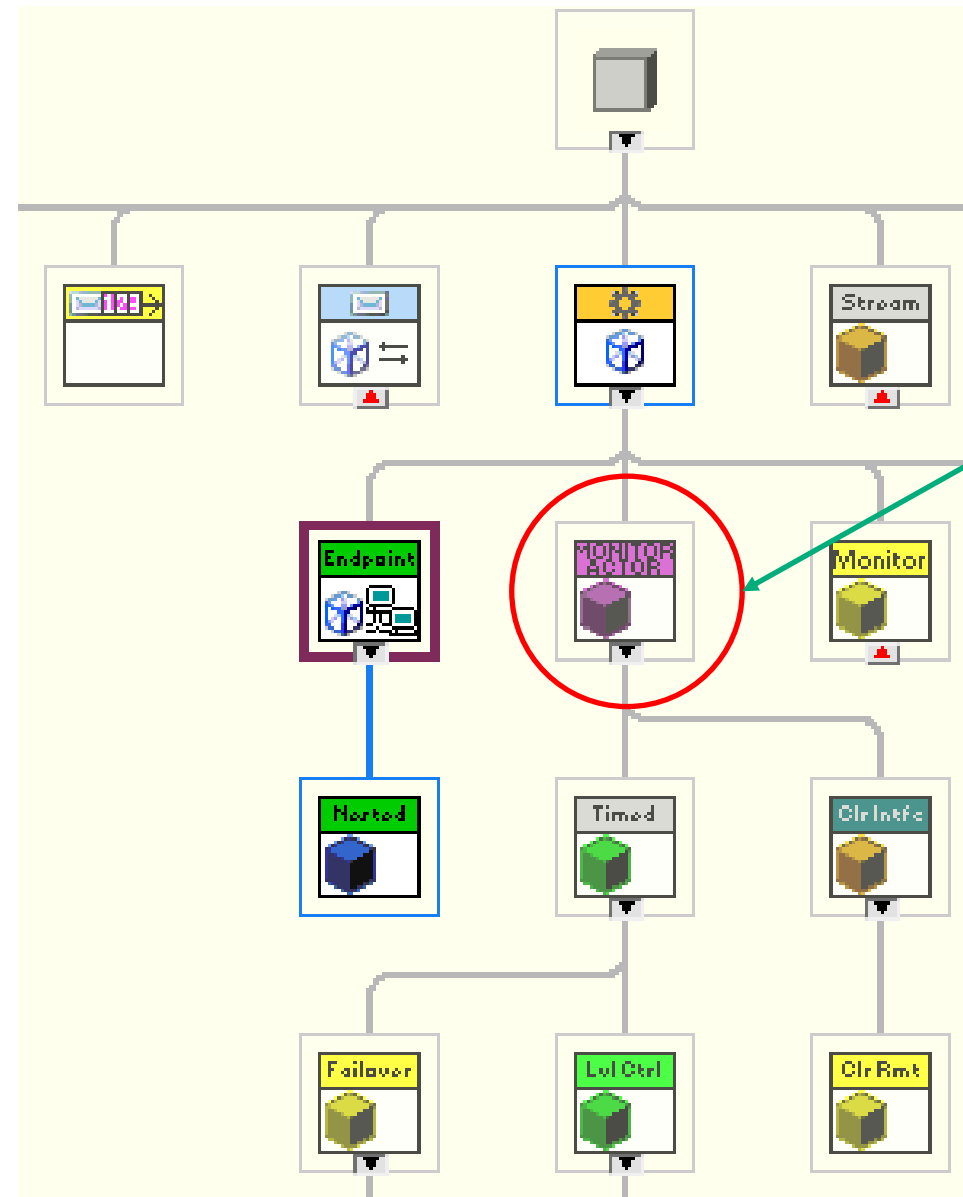 Stream
Endpoint
MONITOR
ACTOR
Monitor
Nested
Timed
Clr Intfc
Failover
Lvl Ctrl
Clr Rmt